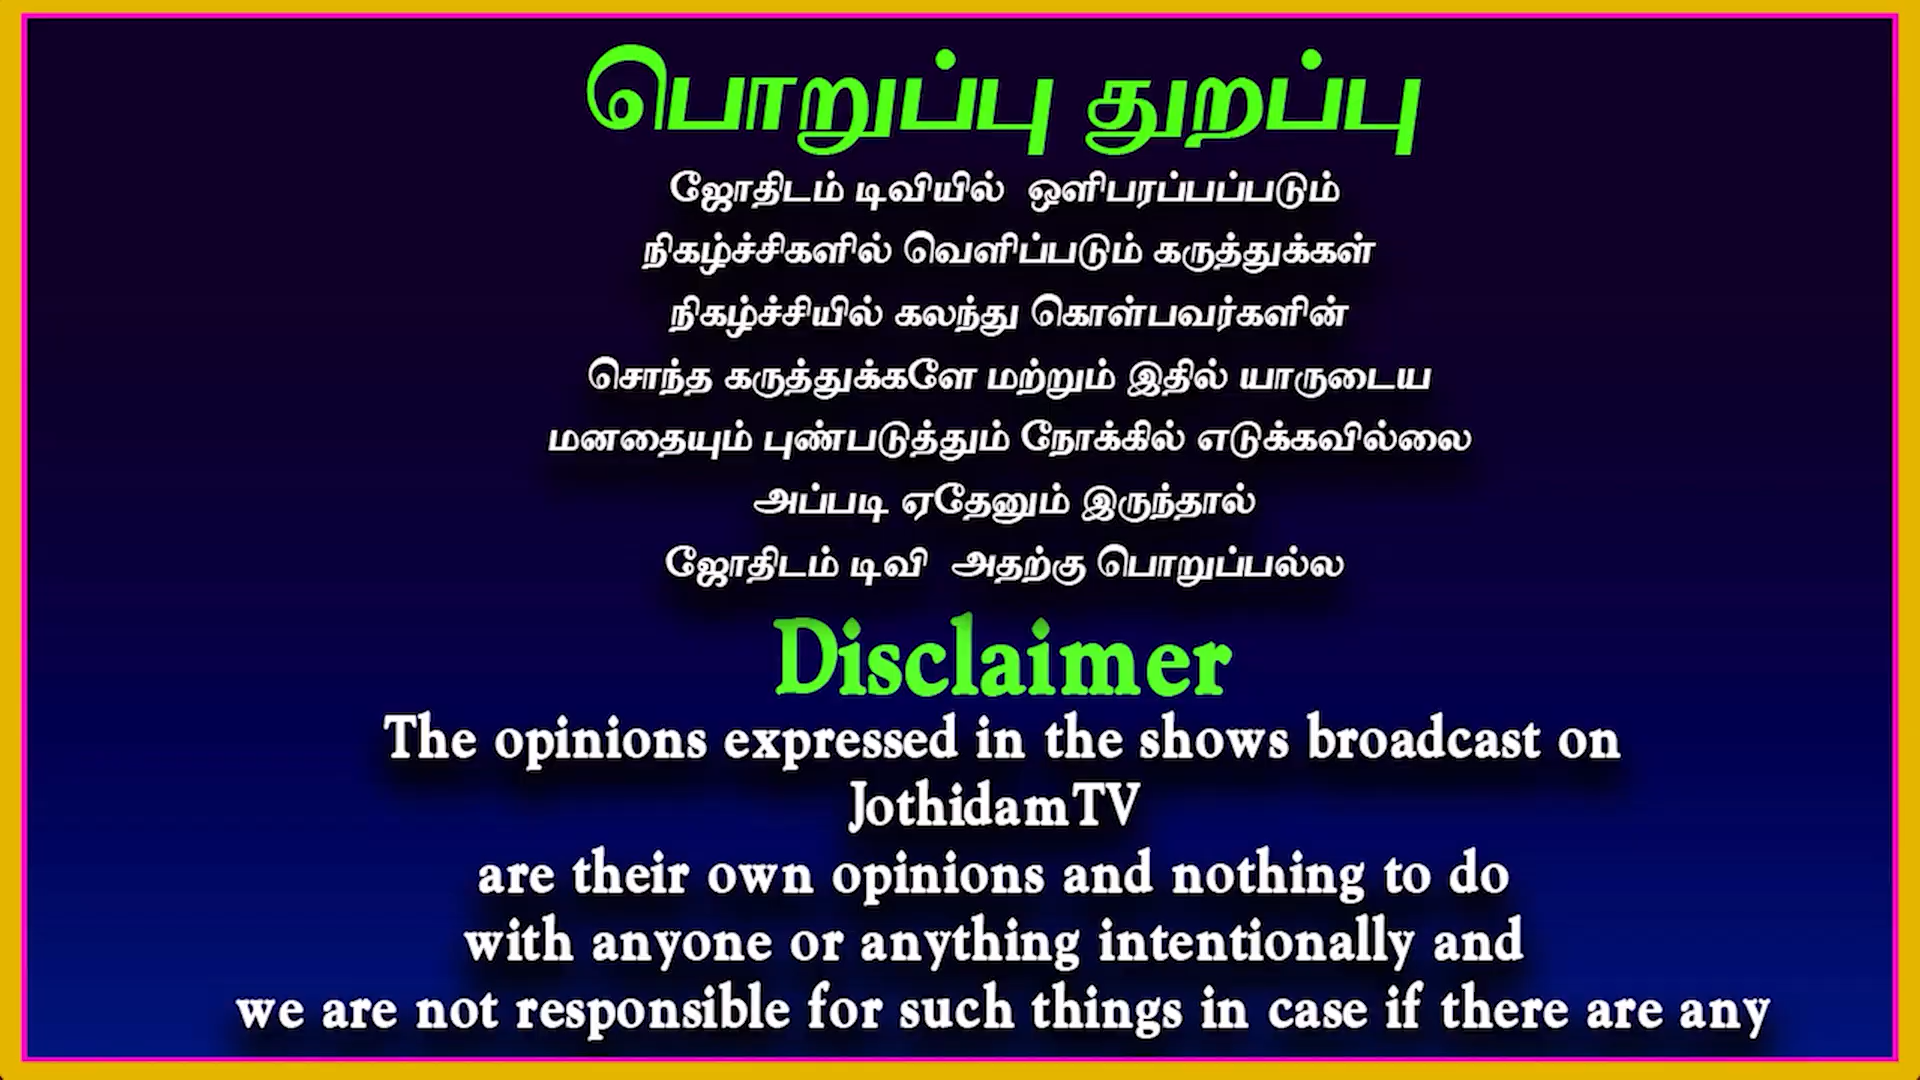 பொறுப்பு துறப்பு
ஜோதிடம் டிவியில் ஒளிபரப்பப்படும்
நிகழ்ச்சிகளில் வெளிப்படும் கருத்துக்கள்
நிகழ்ச்சியில் கலந்து கொள்பவர்களின்
சொந்த கருத்துக்களே மற்றும் இதில் யாருடைய
மனதையும் புண்படுத்தும் நோக்கில் எடுக்கவில்லை
அப்படி ஏதேனும் இருந்தால்
ஜோதிடம் டிவி அதற்கு பொறுப்பல்ல
Disclaimer
The opinions expressed in the shows broadcast on
JothidamTV
are their own opinions and nothing to do
with anyone or anything intentionally and
we are not responsible for such things in case if there are any